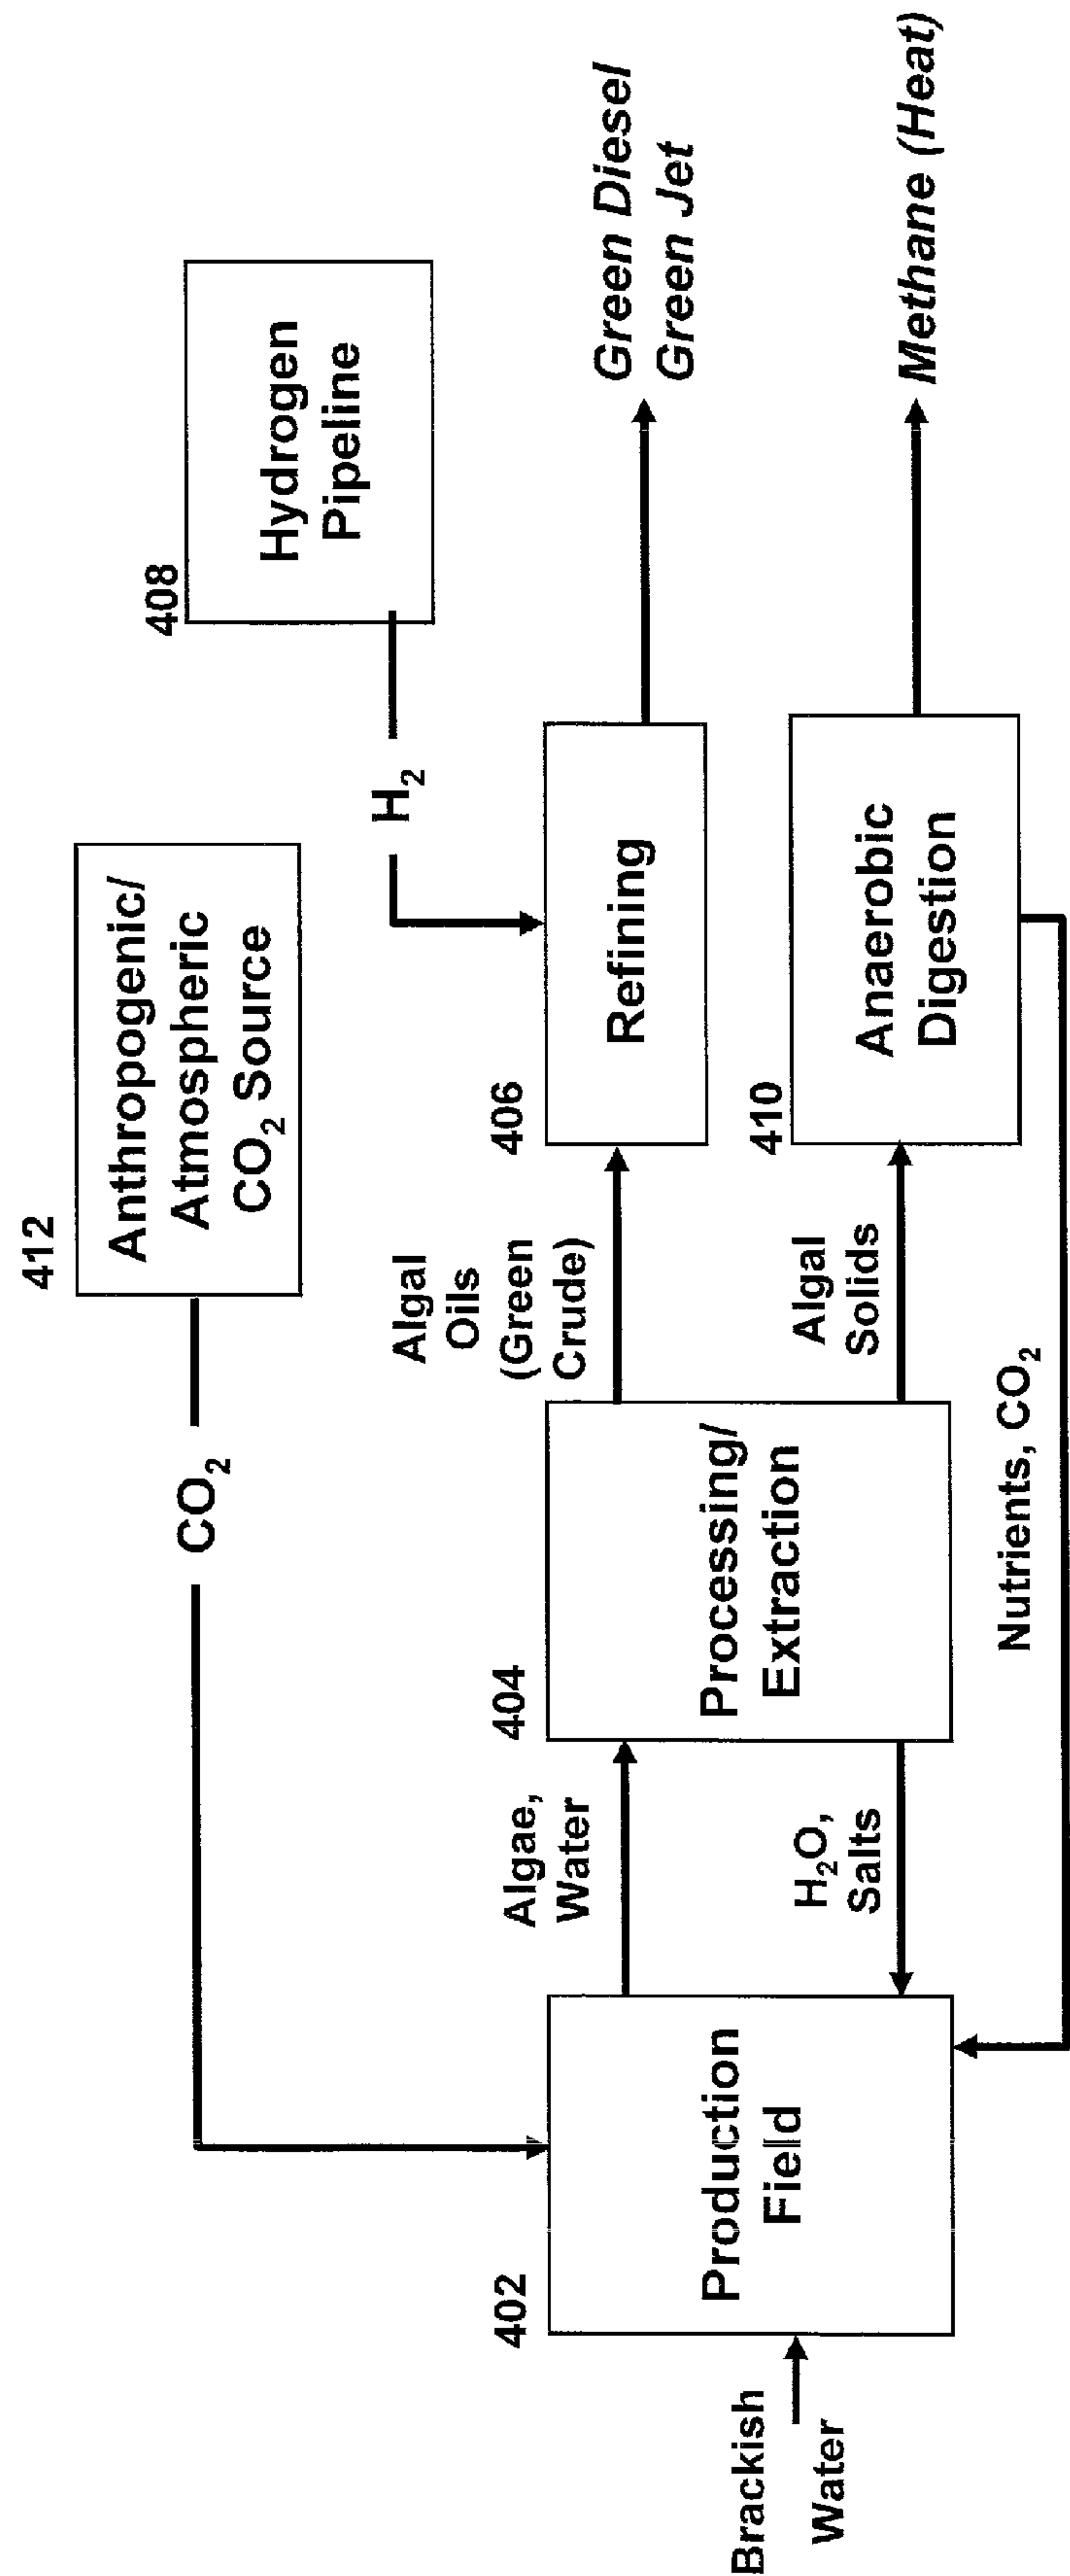 412
Anthropogenic/
Atmospheric
CO₂ Source
CO₂
408
Hydrogen
Pipeline
H₂
402
Production
Field
Brackish
Water
Algae,
Water
H₂O,
Salts
404
Processing/
Extraction
Algal
Oils
(Green
Crude)
Algal
Solids
406
Refining
Green Diesel
Green Jet
410
Anaerobic
Digestion
Methane (Heat)
Nutrients, CO₂